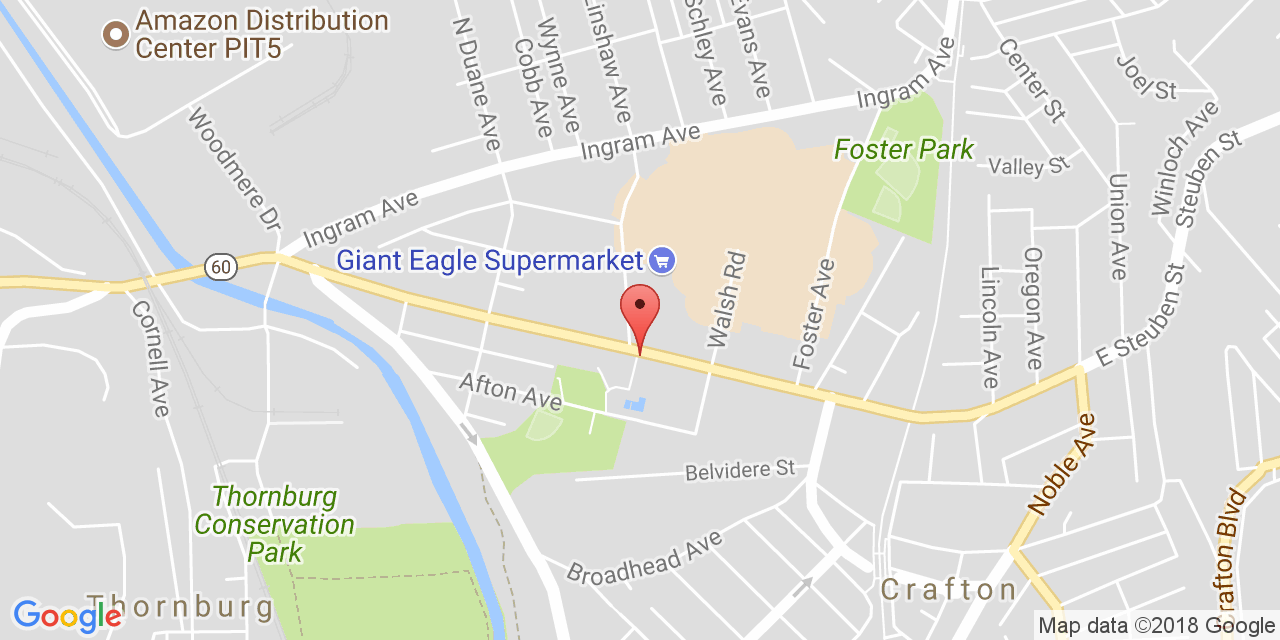 Amazon Distribution
Center PIT5
N Duane Ave
Cobb Ave
Wynne Ave
Linshaw Ave
Schley Ave
Evans Ave
Ingram Ave
Center St
Joel St
Woodmere Dr
Ingram Ave
Foster Park
Valley St
Winloch Ave
Steuben St
Union Ave
Ingram Ave
60
Giant Eagle Supermarket
Walsh Rd
Foster Ave
Lincoln Ave
Oregon Ave
E Steuben St
Cornell Ave
Afton Ave
Belvidere St
Noble Ave
Thornburg
Conservation
Park
Crafton Blvd
Broadhead Ave
Crafton
Thornburg
Google
Map data ©2018 Google